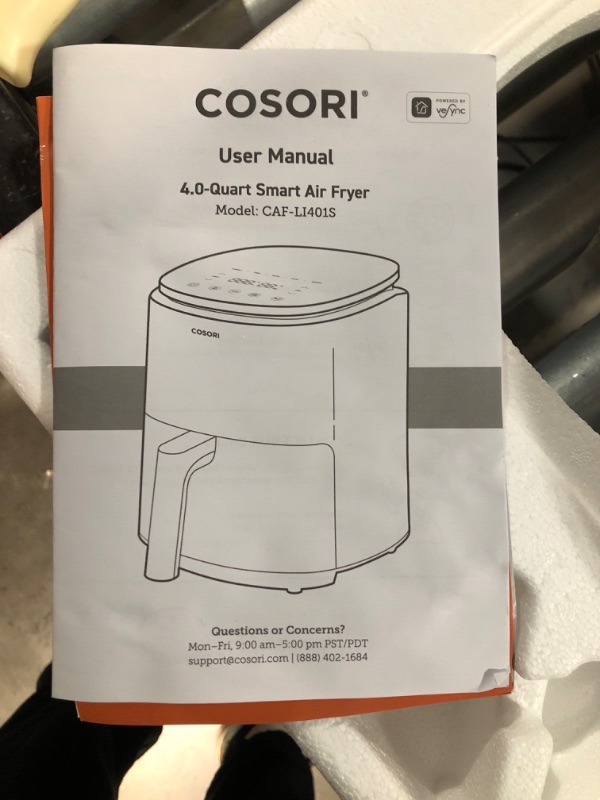 COSORI®
POWERED BY
vesync
User Manual
4.0-Quart Smart Air Fryer
Model: CAF-LI401S
COSORI
Questions or Concerns?
Mon–Fri, 9:00 am–5:00 pm PST/PDT
support@cosori.com | (888) 402-1684